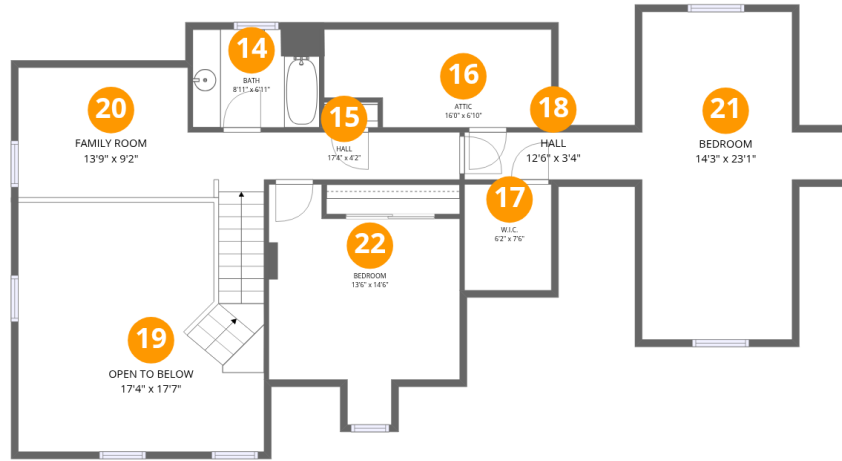 14
BATH
8'11" x 6'11"
16
ATTIC
16'0" x 6'10"
20
FAMILY ROOM
13'9" x 9'2"
15
HALL
17'4" x 4'2"
18
HALL
12'6" x 3'4"
21
BEDROOM
14'3" x 23'1"
17
W.I.C.
6'2" x 7'6"
22
BEDROOM
13'6" x 14'6"
19
OPEN TO BELOW
17'4" x 17'7"